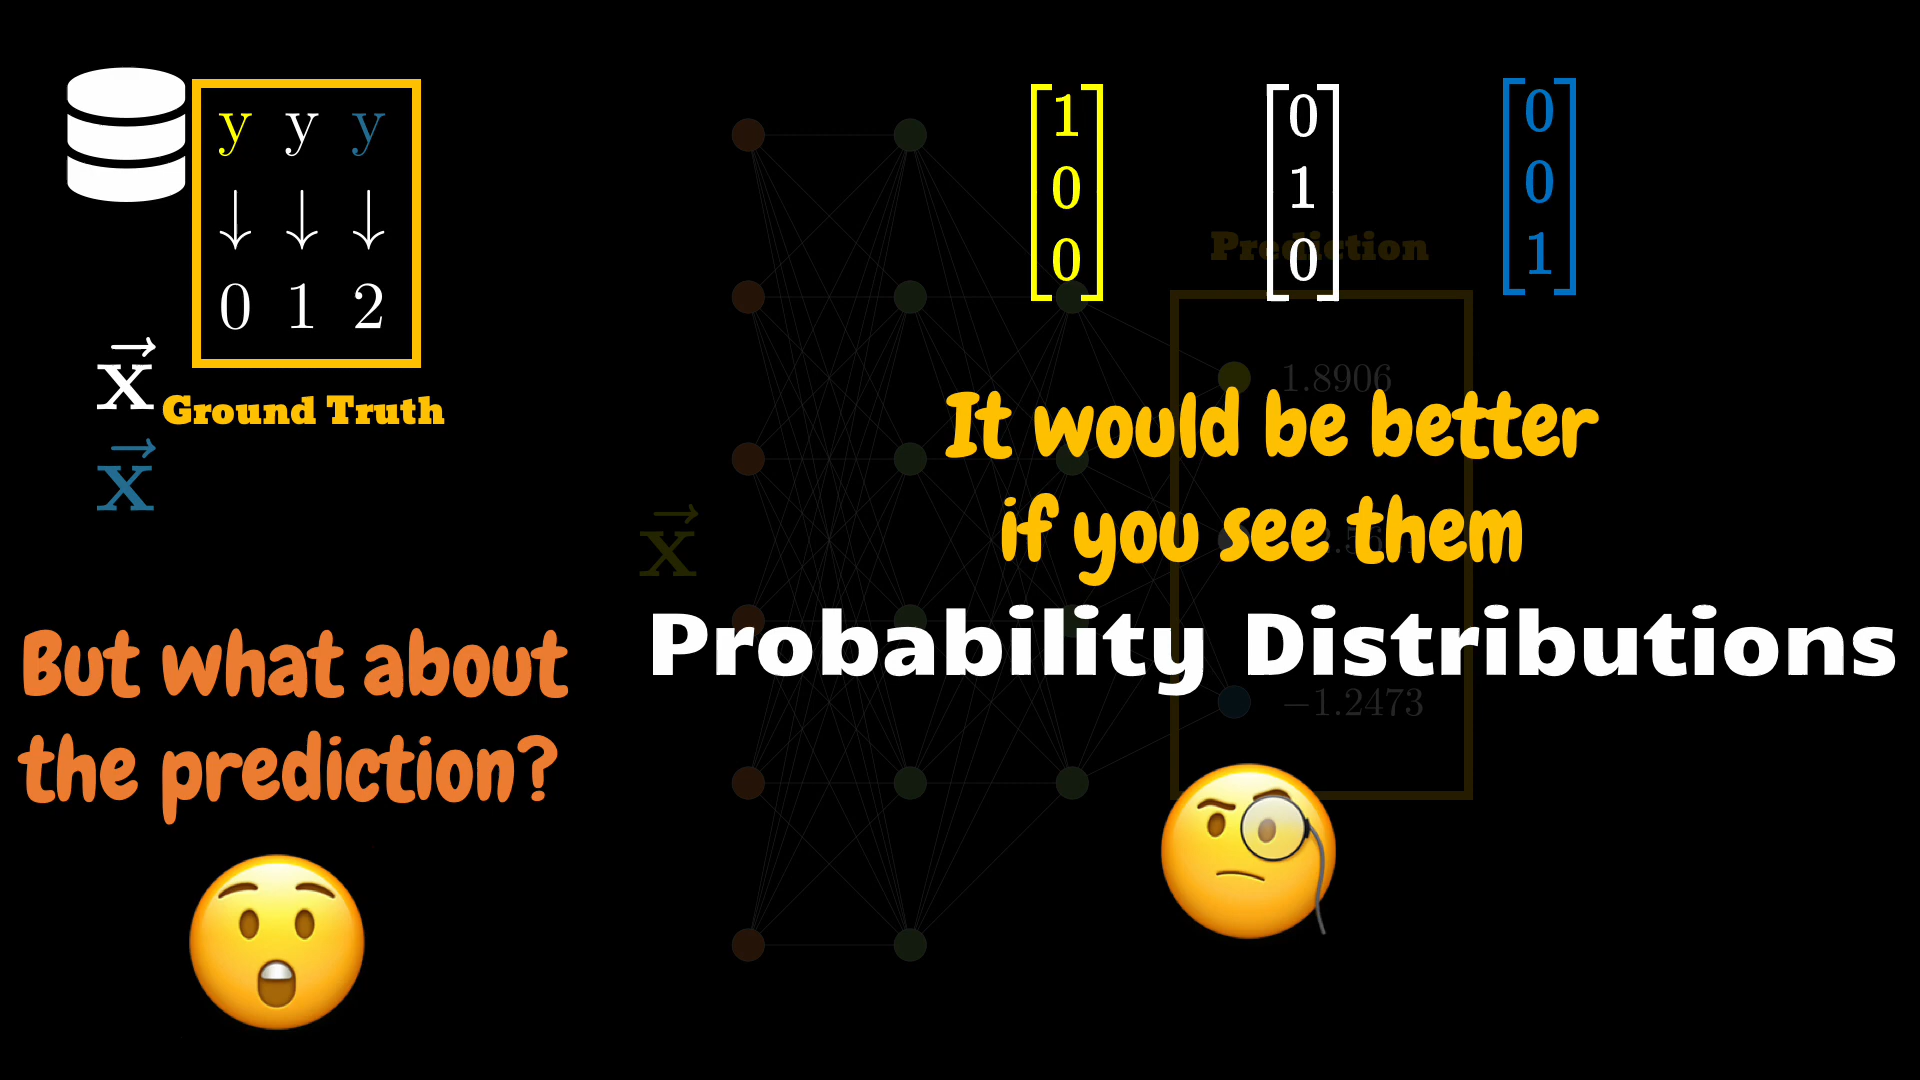 y y y
↓ ↓ ↓
0 1 2
x
Ground Truth
x
But what about
the prediction?
1 0 0
0 1 0
0 0 1
Prediction
1.8906
It would be better
if you see them
Probability Distributions
x
−1.2473